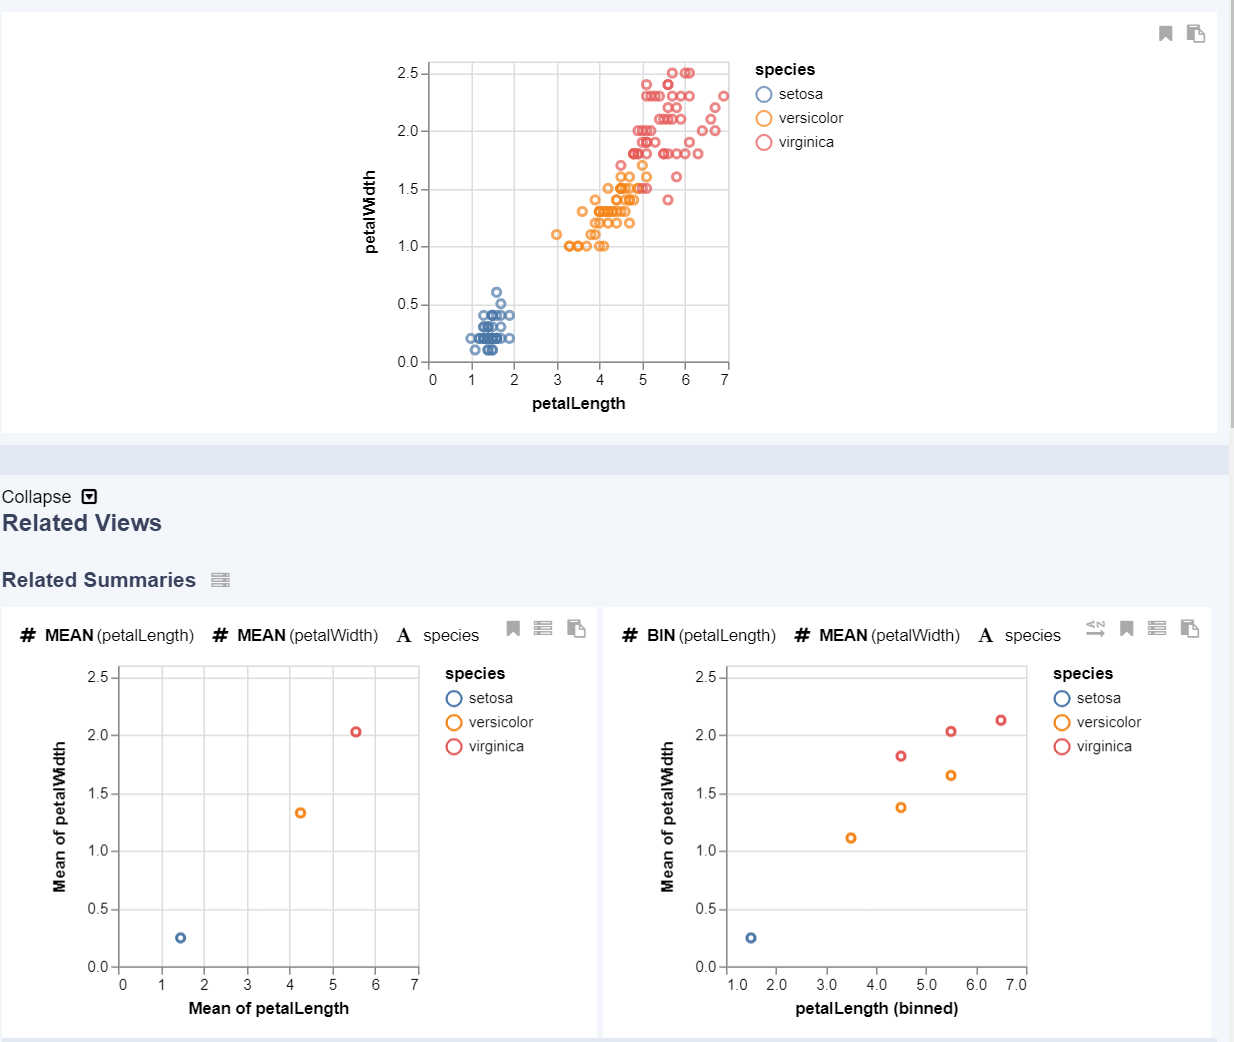 species
setosa
versicolor
virginica
2.5
2.0
1.5
1.0
0.5
0.0
petalWidth
0 1 2 3 4 5 6 7
petalLength
Collapse
Related Views
Related Summaries
# MEAN (petalLength) # MEAN (petalWidth) A species
species
setosa
versicolor
virginica
2.5
2.0
1.5
1.0
0.5
0.0
Mean of petalWidth
0 1 2 3 4 5 6 7
Mean of petalLength
# BIN (petalLength) # MEAN (petalWidth) A species
species
setosa
versicolor
virginica
2.5
2.0
1.5
1.0
0.5
0.0
Mean of petalWidth
1.0 2.0 3.0 4.0 5.0 6.0 7.0
petalLength (binned)